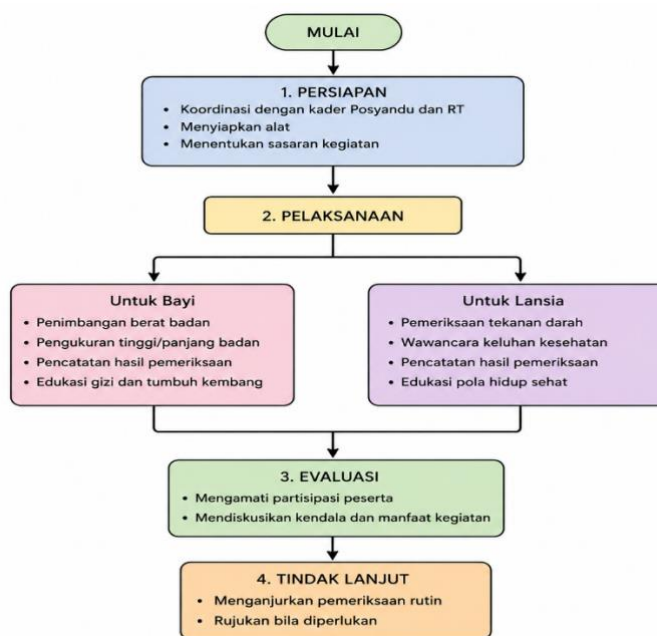 MULAI
1. PERSIAPAN
• Koordinasi dengan kader Posyandu dan RT
• Menyiapkan alat
• Menentukan sasaran kegiatan
2. PELAKSANAAN
Untuk Bayi
• Penimbangan berat badan
• Pengukuran tinggi/panjang badan
• Pencatatan hasil pemeriksaan
• Edukasi gizi dan tumbuh kembang
Untuk Lansia
• Pemeriksaan tekanan darah
• Wawancara keluhan kesehatan
• Pencatatan hasil pemeriksaan
• Edukasi pola hidup sehat
3. EVALUASI
• Mengamati partisipasi peserta
• Mendiskusikan kendala dan manfaat kegiatan
4. TINDAK LANJUT
• Menganjurkan pemeriksaan rutin
• Rujukan bila diperlukan